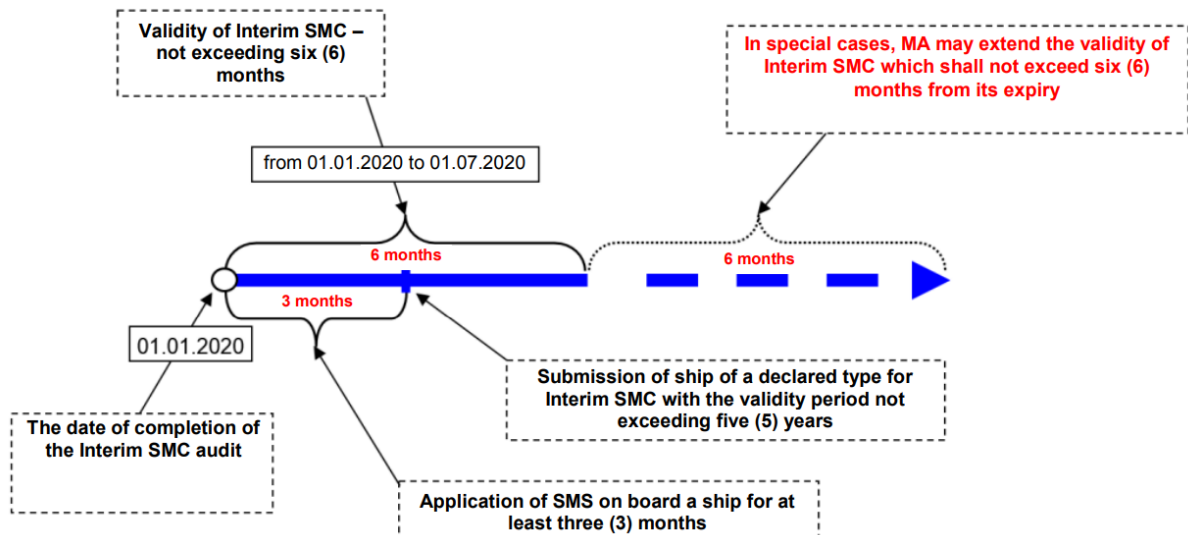 Validity of Interim SMC –
not exceeding six (6)
months
In special cases, MA may extend the validity of
Interim SMC which shall not exceed six (6)
months from its expiry
from 01.01.2020 to 01.07.2020
6 months
6 months
3 months
01.01.2020
Submission of ship of a declared type for
Interim SMC with the validity period not
exceeding five (5) years
The date of completion of
the Interim SMC audit
Application of SMS on board a ship for at
least three (3) months